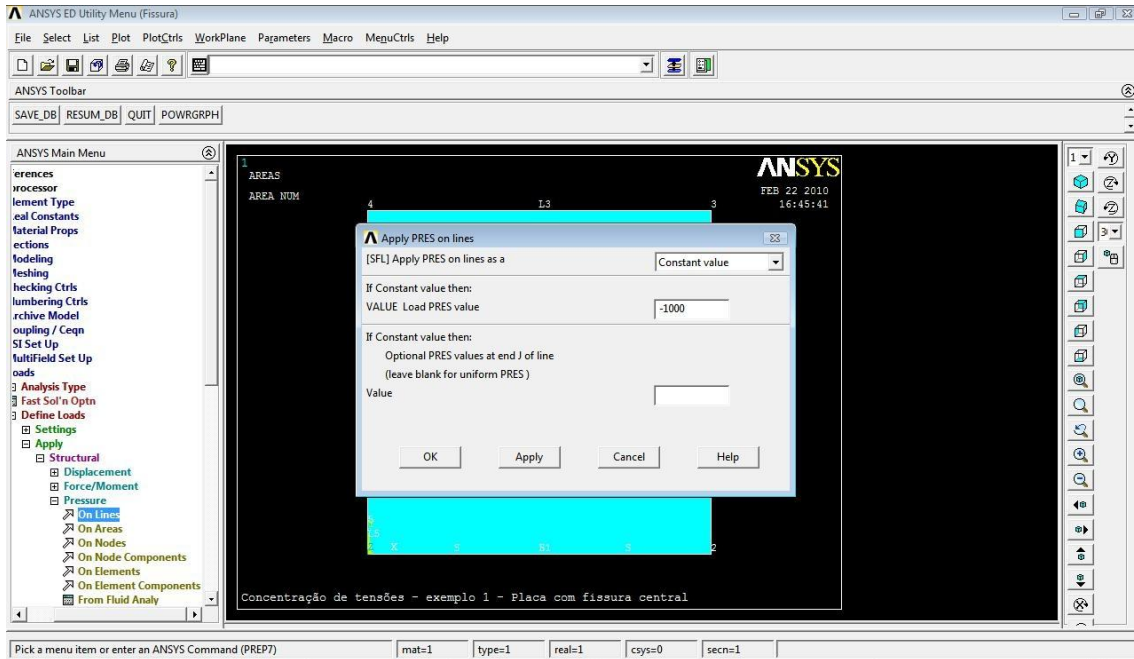 ANSYS ED Utility Menu (Fissura)
File Select List Plot PlotCtrls WorkPlane Parameters Macro MenuCtrls Help
ANSYS Toolbar
SAVE_DB RESUM_DB QUIT POWRGRPH
ANSYS Main Menu
erences
rocessor
lement Type
eal Constants
aterial Props
ections
odeling
eshing
hecking Ctrls
umbering Ctrls
rchive Model
oupling / Ceqn
SI Set Up
ultiField Set Up
oads
Analysis Type
Fast Sol'n Optn
Define Loads
Settings
Apply
Structural
Displacement
Force/Moment
Pressure
On Lines
On Areas
On Nodes
On Node Components
On Elements
On Element Components
From Fluid Analy
1
AREAS
AREA NUM
ANSYS
FEB 22 2010
16:45:41
4 L3 3
Apply PRES on lines
[SFL] Apply PRES on lines as a Constant value
If Constant value then:
VALUE Load PRES value -1000
If Constant value then:
Optional PRES values at end J of line
(leave blank for uniform PRES )
Value
OK Apply Cancel Help
X S S 2
Concentração de tensões - exemplo 1 - Placa com fissura central
1
Pick a menu item or enter an ANSYS Command (PREP7) mat=1 type=1 real=1 csys=0 secn=1